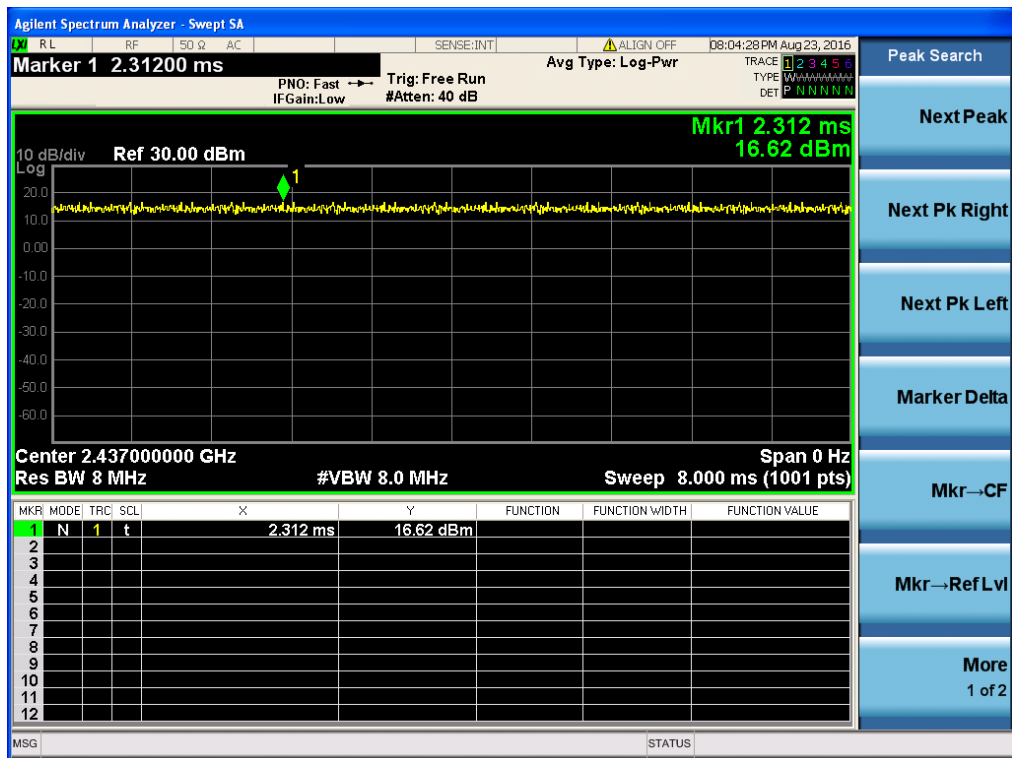 Agilent Spectrum Analyzer - Swept SA
LXI RL RF 50 Ω AC SENSE:INT ALIGN OFF 08:04:28 PM Aug 23, 2016
Marker 1 2.31200 ms
PNO: Fast Trig: Free Run Avg Type: Log-Pwr TRACE 1 2 3 4 5 6
IFGain:Low #Atten: 40 dB TYPE WWWWWW
DET P N N N N N
Peak Search
Next Peak
Next Pk Right
Next Pk Left
Marker Delta
Mkr→CF
Mkr→Ref Lvl
More
1 of 2
Mkr1 2.312 ms
16.62 dBm
10 dB/div Ref 30.00 dBm
Log
1
20.0
10.0
0.00
-10.0
-20.0
-30.0
-40.0
-50.0
-60.0
Center 2.437000000 GHz Span 0 Hz
Res BW 8 MHz #VBW 8.0 MHz Sweep 8.000 ms (1001 pts)
MKR MODE TRC SCL X Y FUNCTION FUNCTION WIDTH FUNCTION VALUE
1 N 1 t 2.312 ms 16.62 dBm
2
3
4
5
6
7
8
9
10
11
12
MSG STATUS